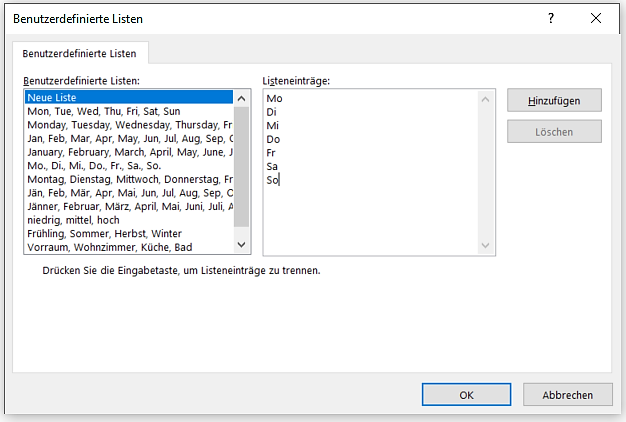 Benutzerdefinierte Listen
?
Benutzerdefinierte Listen
Benutzerdefinierte Listen:
Neue Liste
Mon, Tue, Wed, Thu, Fri, Sat, Sun
Monday, Tuesday, Wednesday, Thursday, Fr
Jan, Feb, Mar, Apr, May, Jun, Jul, Aug, Sep, O
January, February, March, April, May, June, J
Mo., Di., Mi., Do., Fr., Sa., So.
Montag, Dienstag, Mittwoch, Donnerstag, Fr
Jän, Feb, Mär, Apr, Mai, Jun, Jul, Aug, Sep, O
Jänner, Februar, März, April, Mai, Juni, Juli, A
niedrig, mittel, hoch
Frühling, Sommer, Herbst, Winter
Vorraum, Wohnzimmer, Küche, Bad
Listeneinträge:
Mo
Di
Mi
Do
Fr
Sa
So
Hinzufügen
Löschen
Drücken Sie die Eingabetaste, um Listeneinträge zu trennen.
OK
Abbrechen